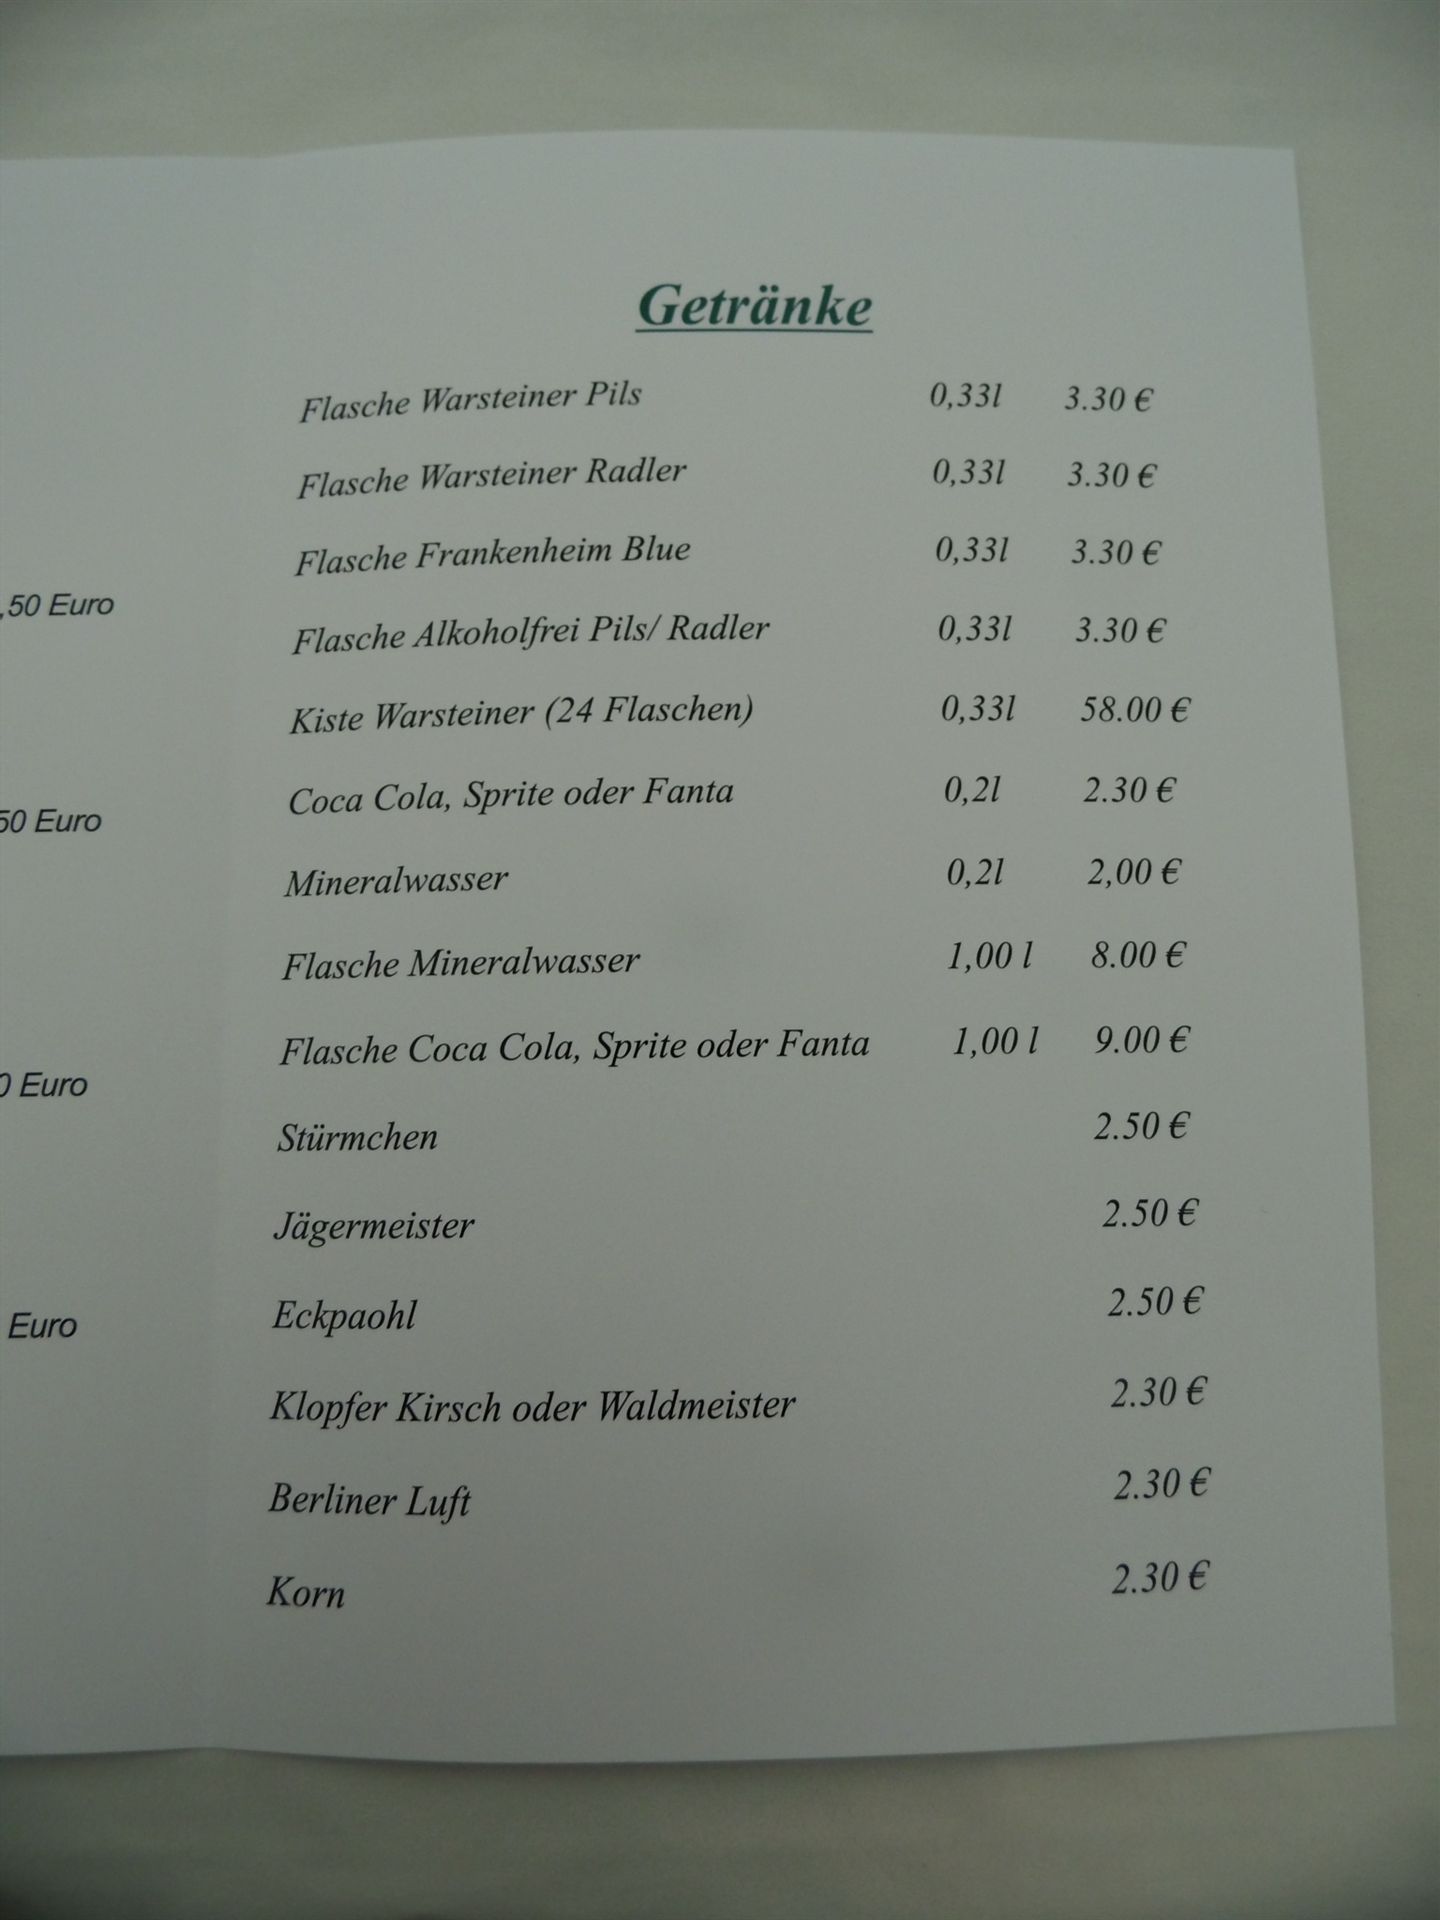 Getränke
Flasche Warsteiner Pils 0,33l 3.30 €
Flasche Warsteiner Radler 0,33l 3.30 €
Flasche Frankenheim Blue 0,33l 3.30 €
Flasche Alkoholfrei Pils/ Radler 0,33l 3.30 €
Kiste Warsteiner (24 Flaschen) 0,33l 58.00 €
Coca Cola, Sprite oder Fanta 0,2l 2.30 €
Mineralwasser 0,2l 2,00 €
Flasche Mineralwasser 1,00 l 8.00 €
Flasche Coca Cola, Sprite oder Fanta 1,00 l 9.00 €
Stürmchen 2.50 €
Jägermeister 2.50 €
Eckpaohl 2.50 €
Klopfer Kirsch oder Waldmeister 2.30 €
Berliner Luft 2.30 €
Korn 2.30 €
,50 Euro
50 Euro
0 Euro
Euro